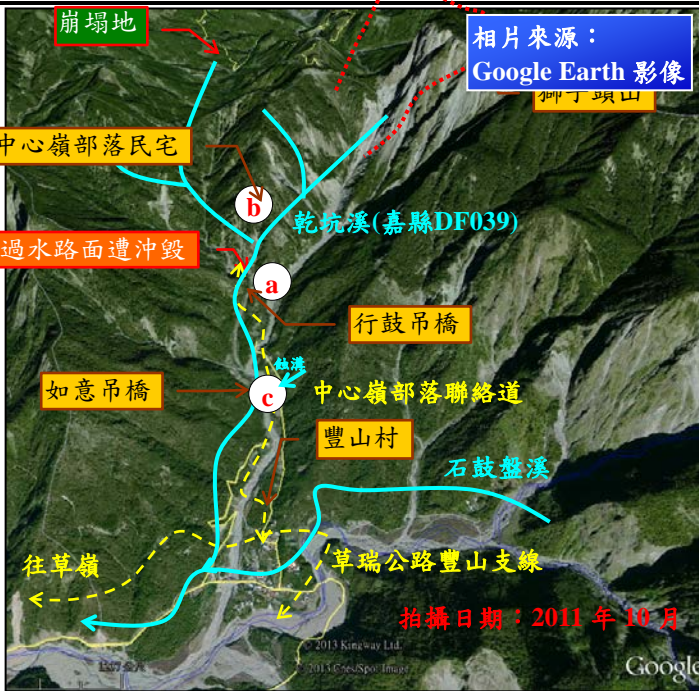 崩塌地
相片來源：
Google Earth 影像
獅子頭山
中心嶺部落民宅
b
乾坑溪(嘉縣DF039)
過水路面遭沖毀
a
行鼓吊橋
蝕溝
如意吊橋
c
中心嶺部落聯絡道
豐山村
石鼓盤溪
往草嶺
草瑞公路豐山支線
拍攝日期：2011 年 10 月
© 2013 Kingway Ltd.
© 2013 Cnes/Spot Image
Google